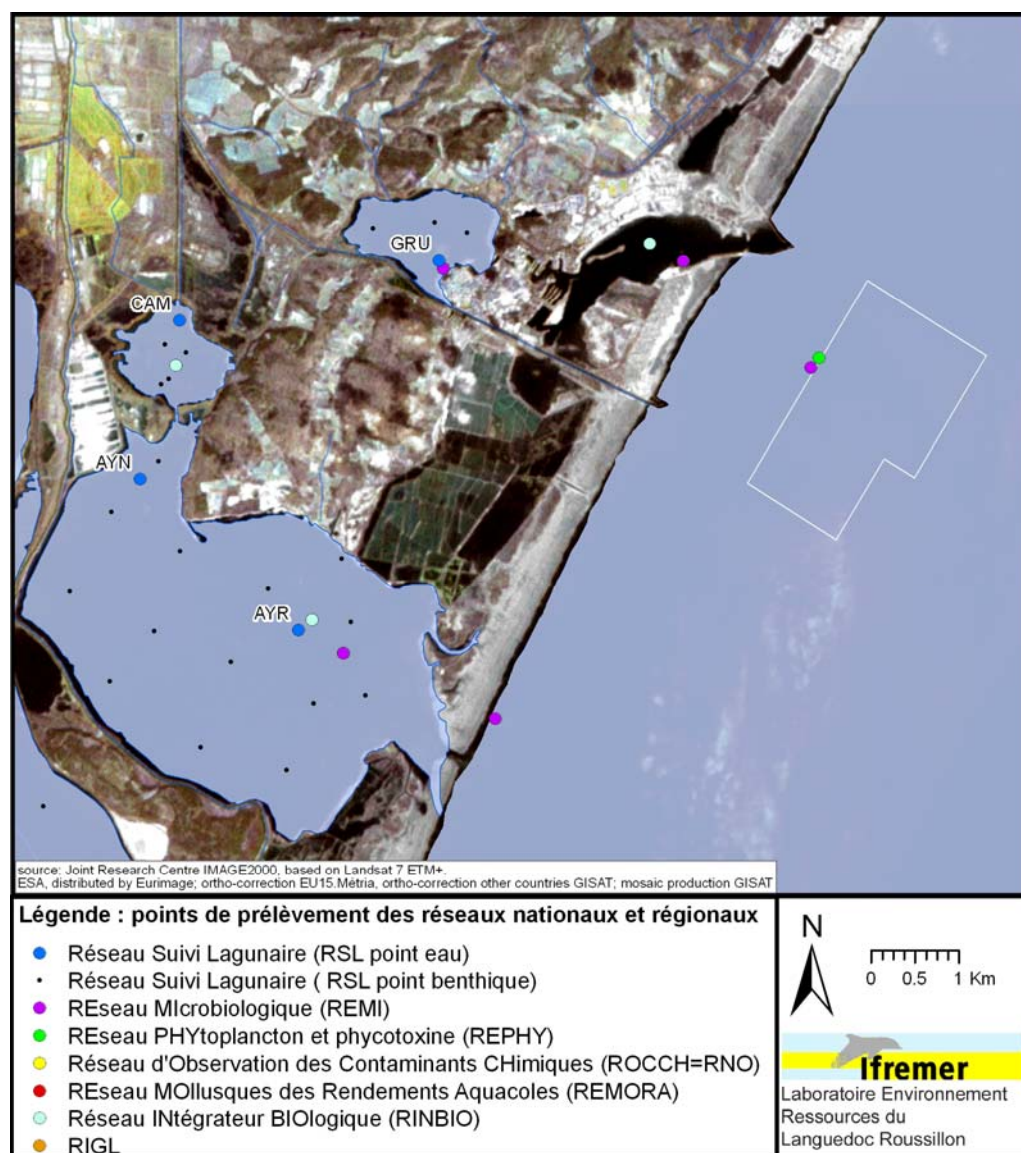 GRU
CAM
AYN
AYR
source: Joint Research Centre IMAGE2000, based on Landsat 7 ETM+.
ESA, distributed by Eurimage; ortho-correction EU15.Métria, ortho-correction other countries GISAT; mosaic production GISAT
Légende : points de prélèvement des réseaux nationaux et régionaux
Réseau Suivi Lagunaire (RSL point eau)
Réseau Suivi Lagunaire ( RSL point benthique)
REseau MIcrobiologique (REMI)
REseau PHYtoplancton et phycotoxine (REPHY)
Réseau d'Observation des Contaminants CHimiques (ROCCH=RNO)
REseau MOllusques des Rendements Aquacoles (REMORA)
Réseau INtégrateur BIOlogique (RINBIO)
RIGL
N
0 0.5 1 Km
Ifremer
Laboratoire Environnement
Ressources du
Languedoc Roussillon